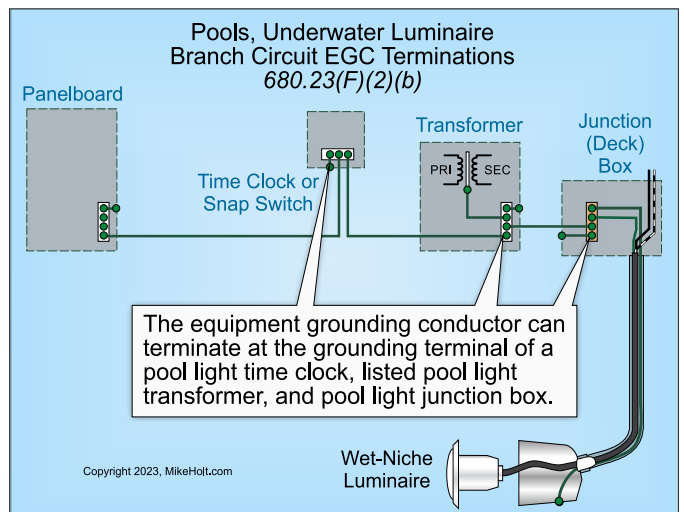 Pools, Underwater Luminaire
Branch Circuit EGC Terminations
680.23(F)(2)(b)
Panelboard
Time Clock or
Snap Switch
Transformer
PRI SEC
Junction
(Deck)
Box
The equipment grounding conductor can
terminate at the grounding terminal of a
pool light time clock, listed pool light
transformer, and pool light junction box.
Wet-Niche
Luminaire
Copyright 2023, MikeHolt.com